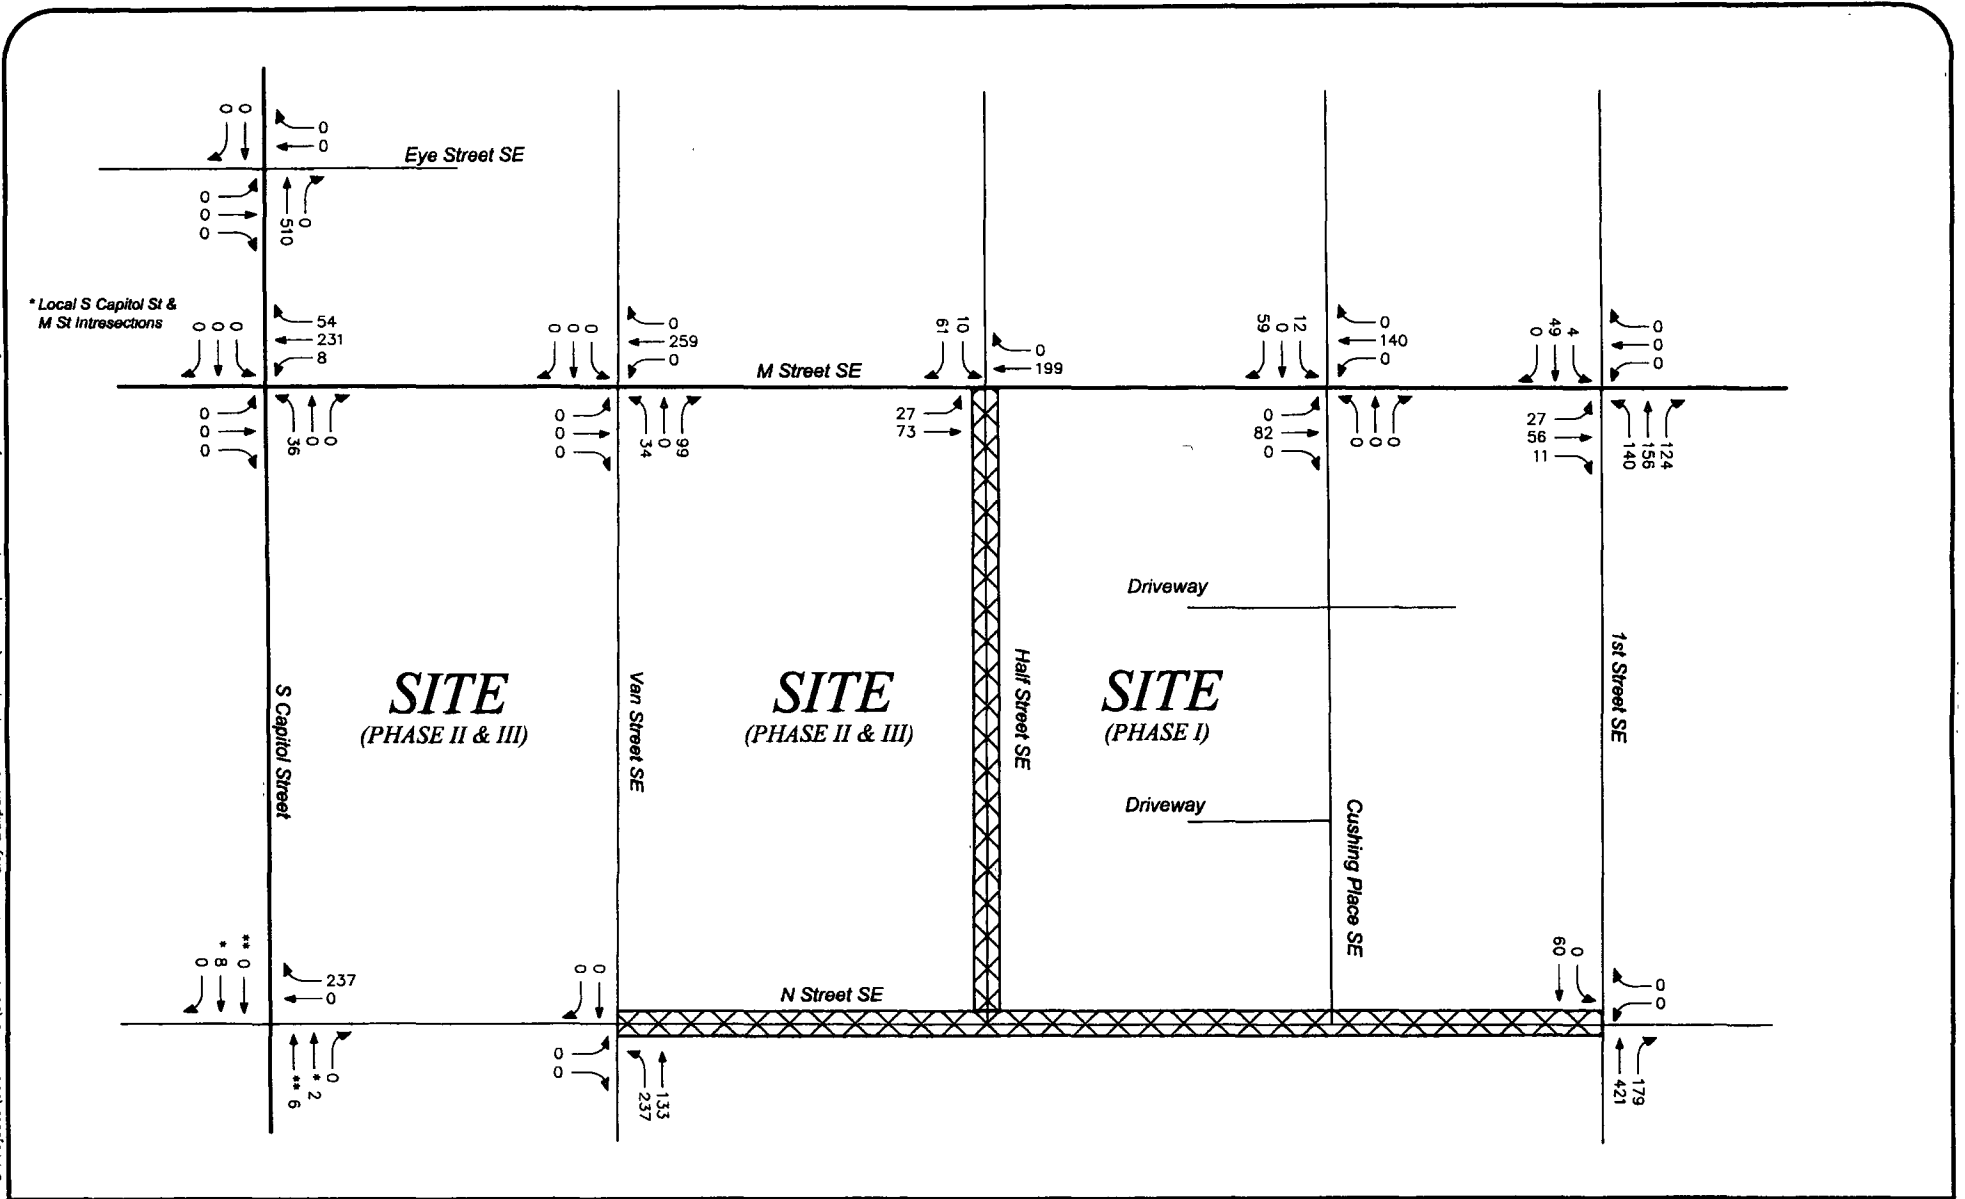 0 0
0
0
Eye Street SE
0
0
0
510 0
* Local S Capitol St &
M St Intresections
0 0 0
54
231
8
0 0 0
0
259
0
61 10
0
199
59 0 12
0
140
0
0 49 4
0
0
0
M Street SE
0
0
0
36 0 0
0
0
0
34 0 99
27
73
0
82
0
0 0 0
27
56
11
140 156 124
Driveway
SITE
(PHASE II & III)
SITE
(PHASE II & III)
SITE
(PHASE I)
S Capitol Street
Van Street SE
Half Street SE
1st Street SE
Driveway
Cushing Place SE
0 * 8 ** 0
237
0
0 0
N Street SE
60 0
0
0
** 6 * 2 0
0
0
237 133
421 179